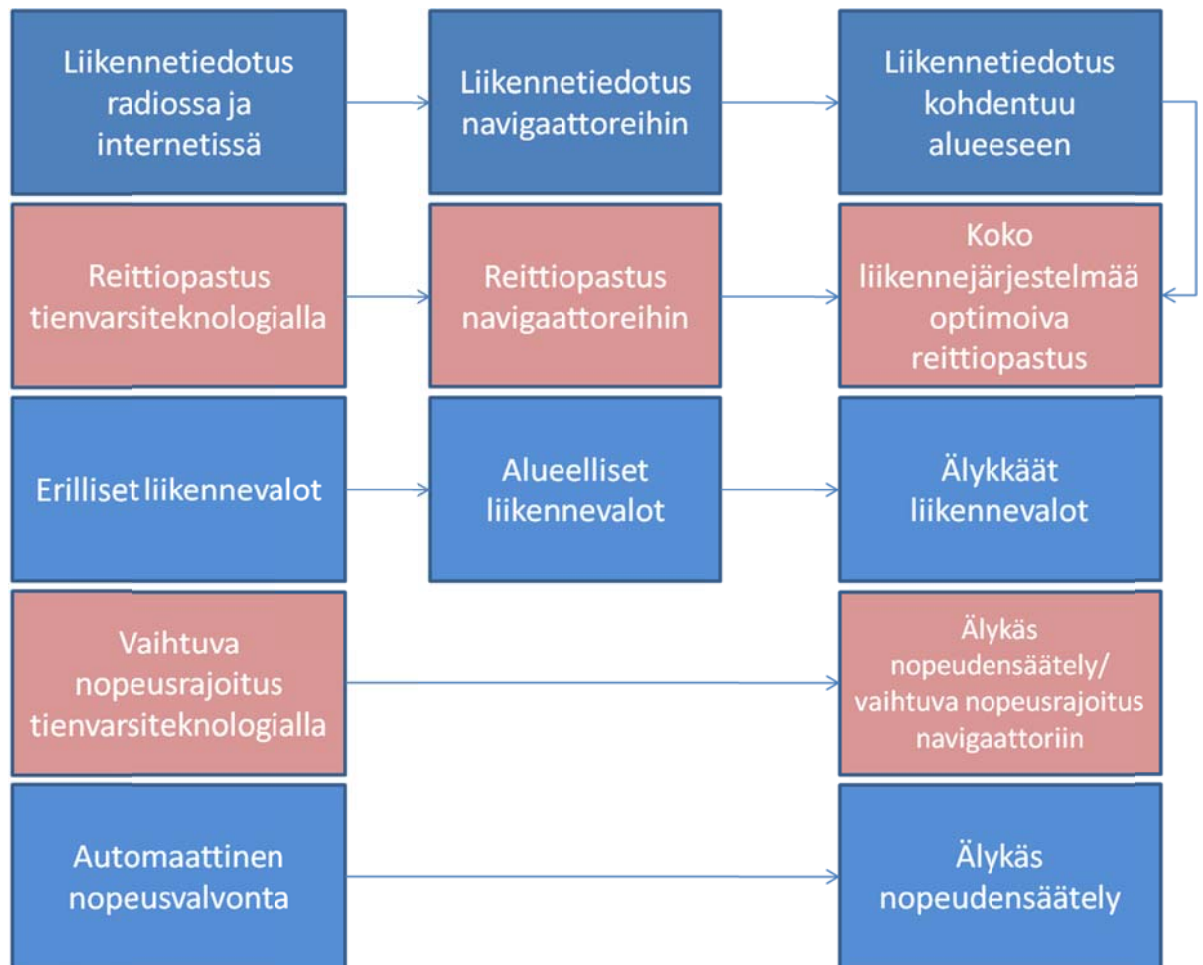 Liikennetiedotus
radiossa ja
internetissä
Liikennetiedotus
navigaattoreihin
Liikennetiedotus
kohdentuu
alueeseen
Reittiopastus
tienvarsiteknologialla
Reittiopastus
navigaattoreihin
Koko
liikennejärjestelmää
optimoiva
reittiopastus
Erilliset liikennevalot
Alueelliset
liikennevalot
Älykkäät
liikennevalot
Vaihtuva
nopeusrajoitus
tienvarsiteknologialla
Älykäs
nopeudensäätely/
vaihtuva nopeusrajoitus
navigaattoriin
Automaattinen
nopeusvalvonta
Älykäs
nopeudensäätely